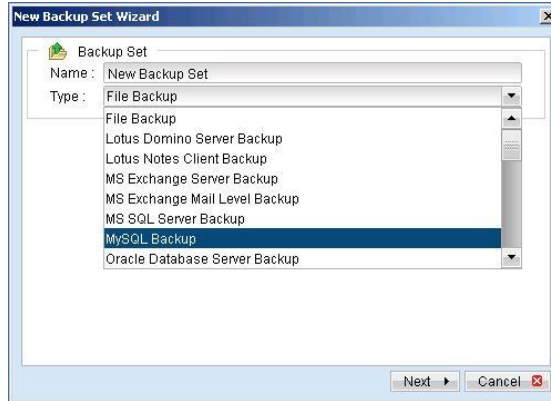 New Backup Set Wizard
Backup Set
Name : New Backup Set
Type : File Backup
File Backup
Lotus Domino Server Backup
Lotus Notes Client Backup
MS Exchange Server Backup
MS Exchange Mail Level Backup
MS SQL Server Backup
MySQL Backup
Oracle Database Server Backup
Next Cancel